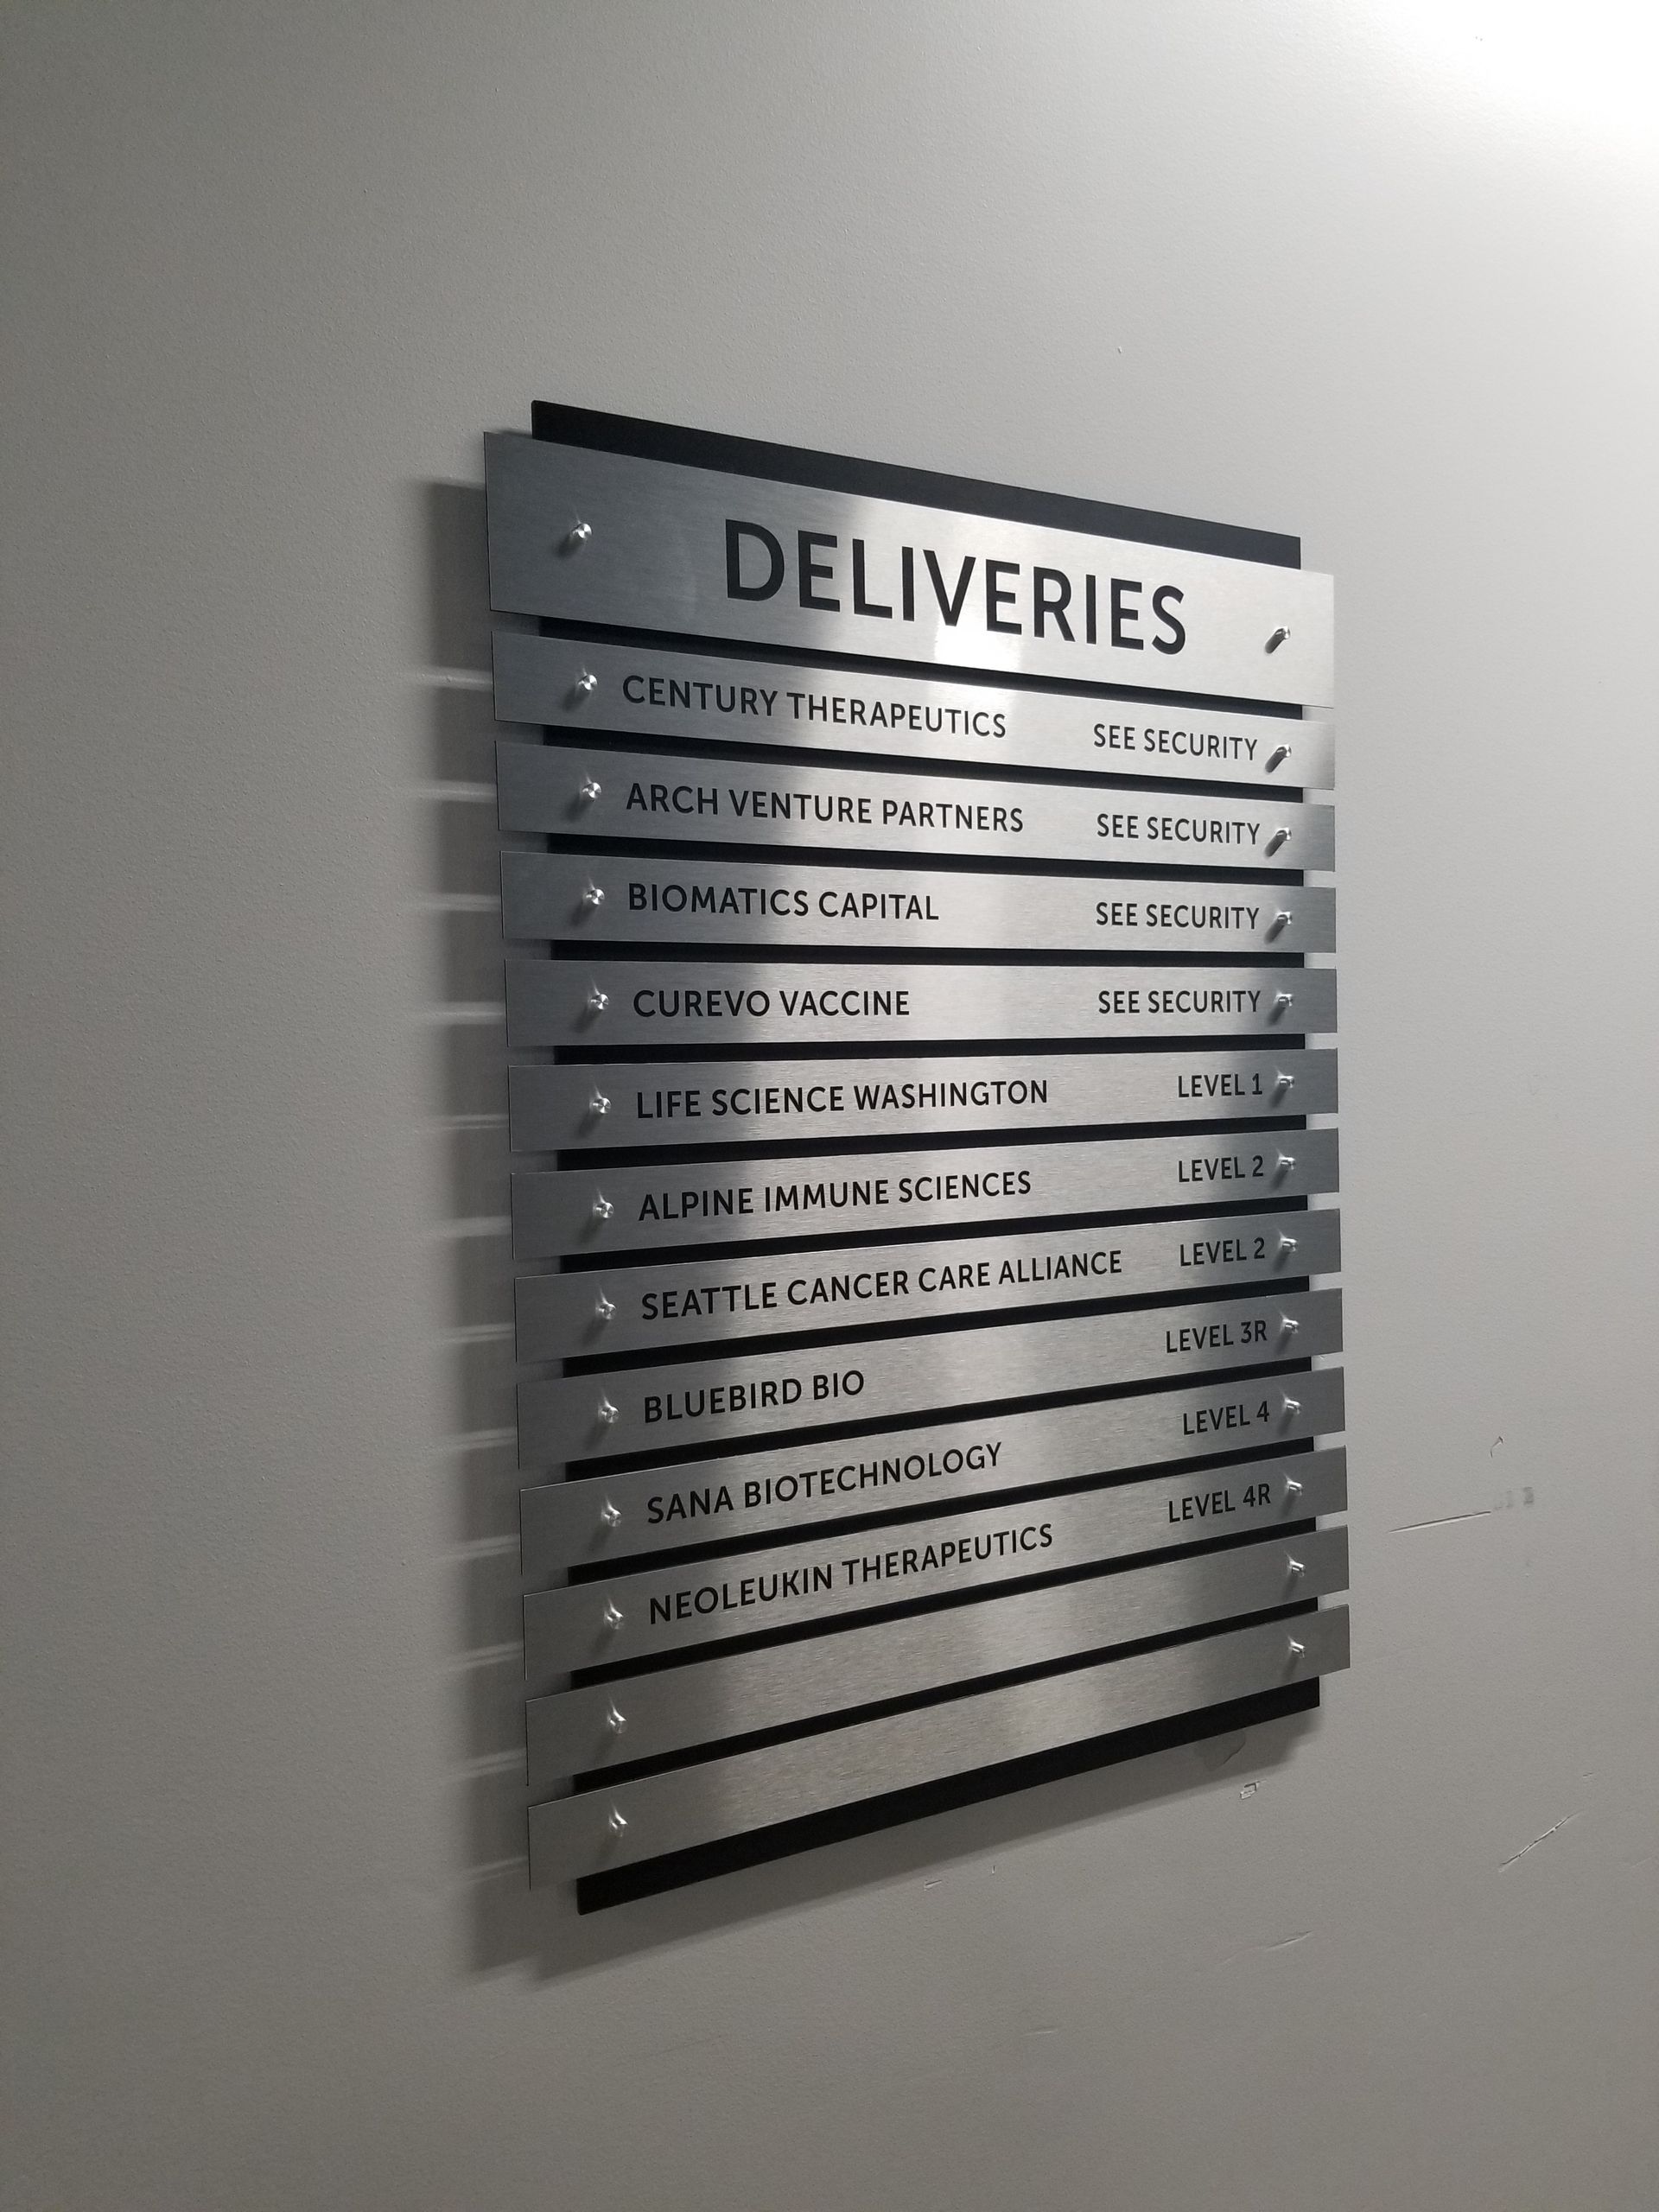 DELIVERIES
CENTURY THERAPEUTICS SEE SECURITY
ARCH VENTURE PARTNERS SEE SECURITY
BIOMATICS CAPITAL SEE SECURITY
CUREVO VACCINE SEE SECURITY
LIFE SCIENCE WASHINGTON LEVEL 1
ALPINE IMMUNE SCIENCES LEVEL 2
SEATTLE CANCER CARE ALLIANCE LEVEL 2
BLUEBIRD BIO LEVEL 3R
SANA BIOTECHNOLOGY LEVEL 4
NEOLEUKIN THERAPEUTICS LEVEL 4R